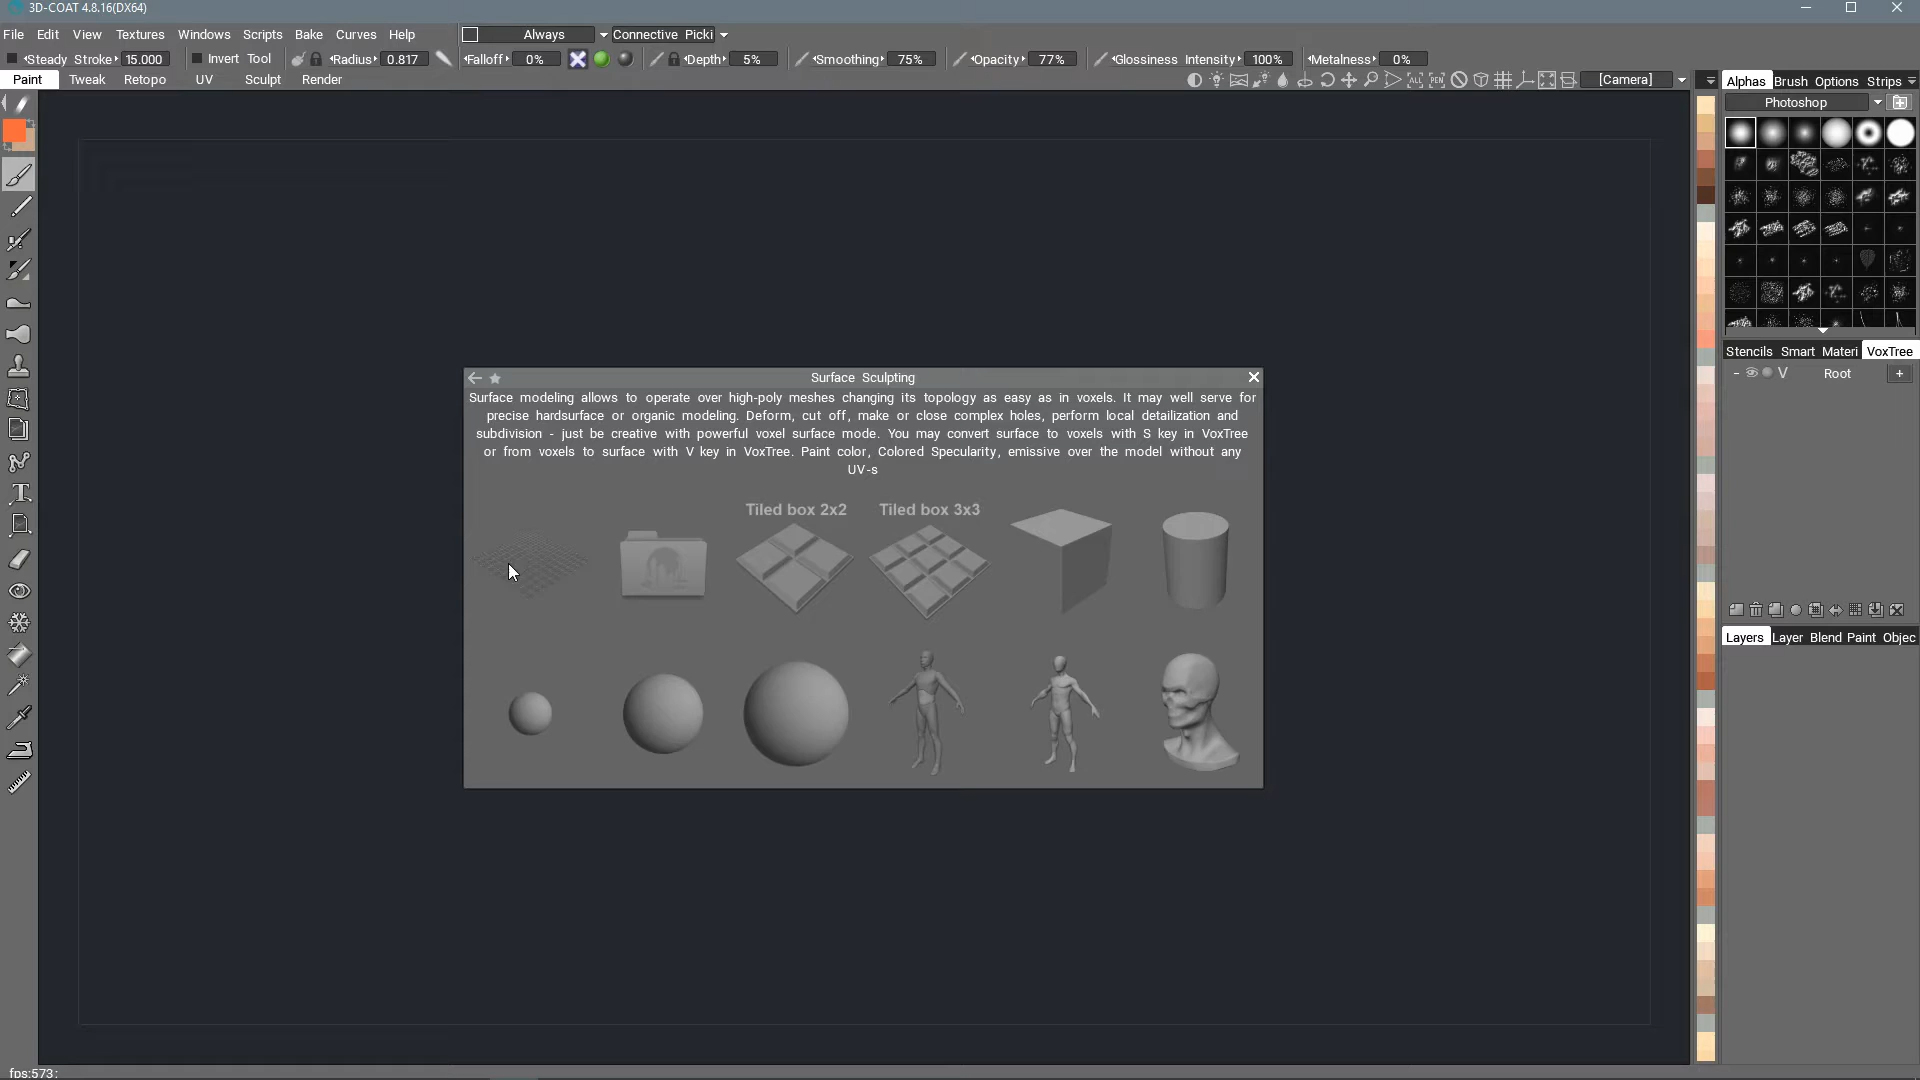 3D-COAT 4.8.16(DX64)
File Edit View Textures Windows Scripts Bake Curves Help Always Connective Picki
Steady Stroke 15.000 Invert Tool Radius 0.817 Falloff 0% Depth 5% Smoothing 75% Opacity 77% Glossiness Intensity 100% Metalness 0%
Paint Tweak Retopo UV Sculpt Render ALL PEN [Camera] Alphas Brush Options Strips
Photoshop
Surface Sculpting
Surface modeling allows to operate over high-poly meshes changing its topology as easy as in voxels. It may well serve for
precise hardsurface or organic modeling. Deform, cut off, make or close complex holes, perform local detailization and
subdivision - just be creative with powerful voxel surface mode. You may convert surface to voxels with S key in VoxTree
or from voxels to surface with V key in VoxTree. Paint color, Colored Specularity, emissive over the model without any
UV-s
Tiled box 2x2 Tiled box 3x3
Stencils Smart Materi VoxTree
- V Root +
Layers Layer Blend Paint Objec
fps:573: